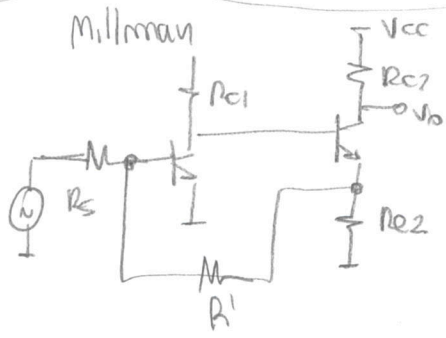 Millman
Vcc
Rc1
Rc2
Vo
Rs
Re2
R'